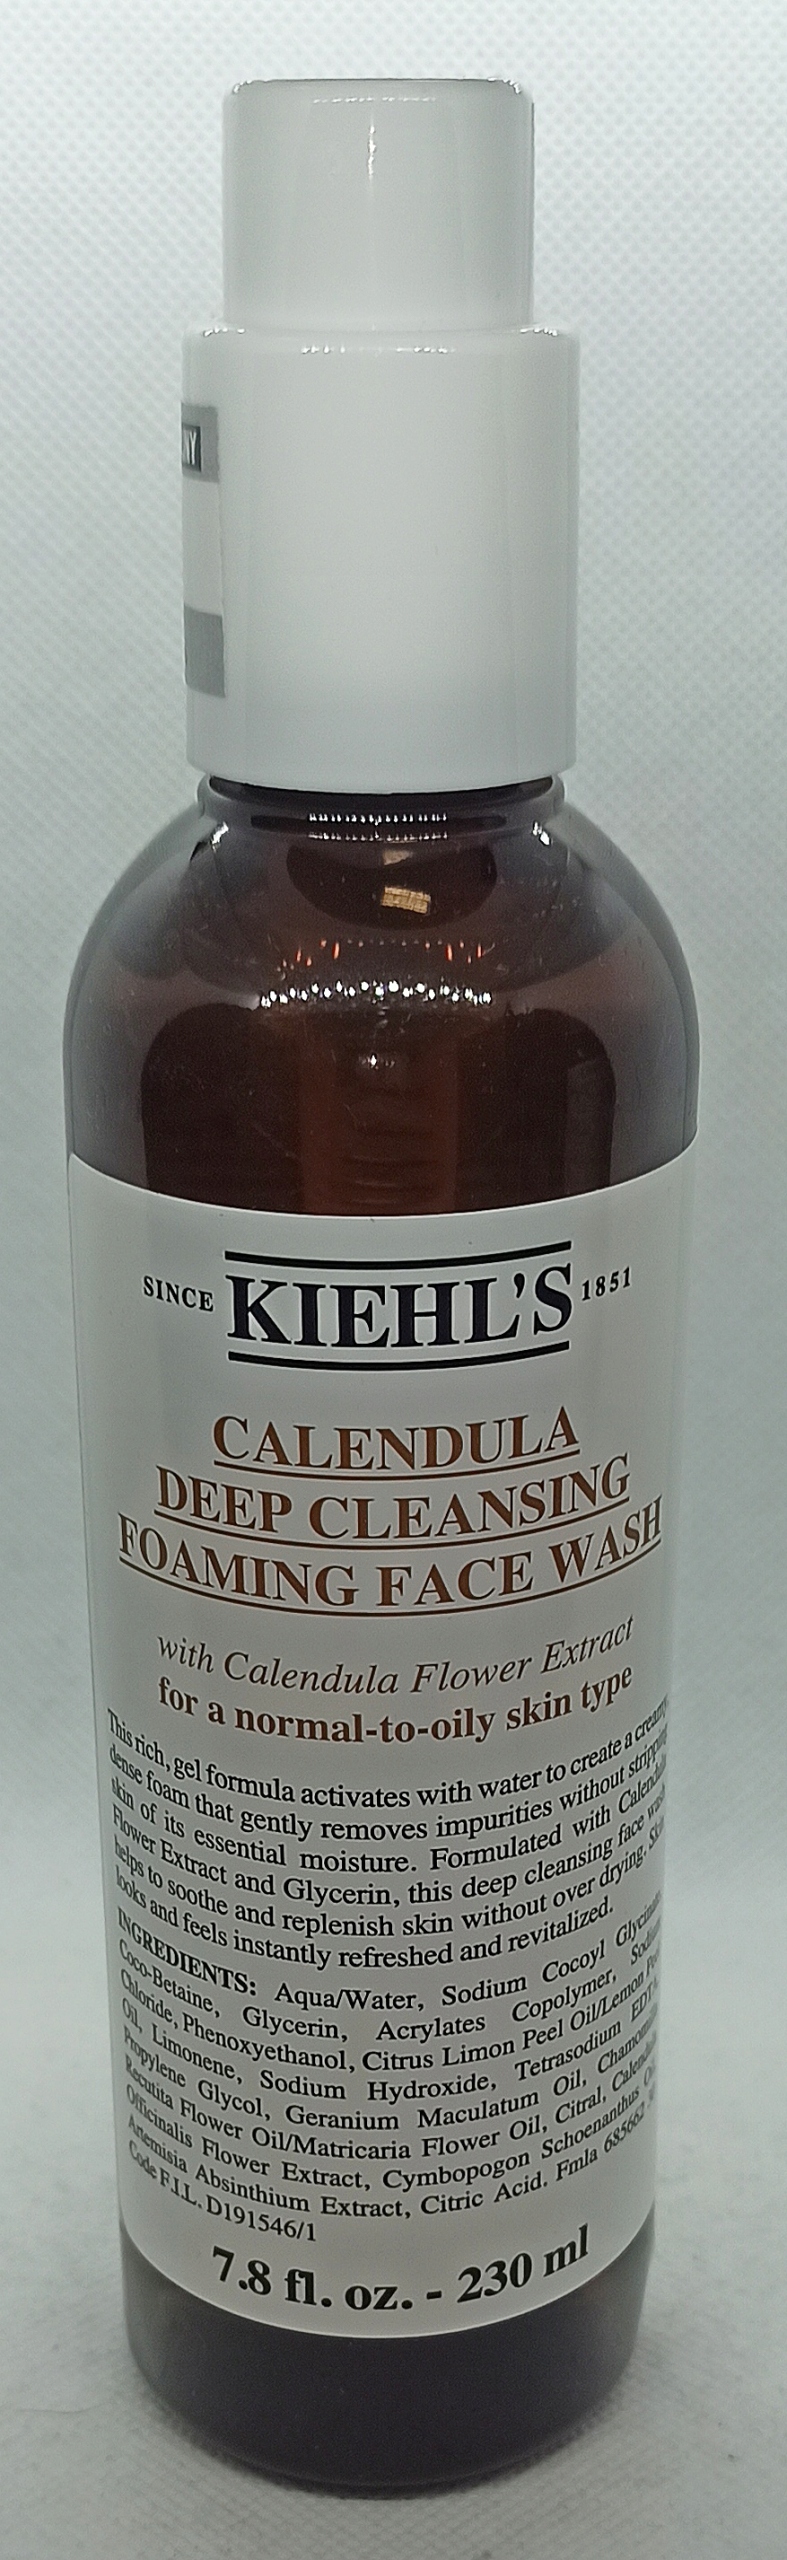 NY
SINCE KIEHL'S 1851
CALENDULA
DEEP CLEANSING
FOAMING FACE WASH
with Calendula Flower Extract
for a normal-to-oily skin type
This rich, gel formula activates with water to create a creamy,
dense foam that gently removes impurities without stripping
skin of its essential moisture. Formulated with Calendula
Flower Extract and Glycerin, this deep cleansing face wash
helps to soothe and replenish skin without over drying. Skin
looks and feels instantly refreshed and revitalized.
INGREDIENTS: Aqua/Water, Sodium Cocoyl Glycinate,
Coco-Betaine, Glycerin, Acrylates Copolymer, Sodium
Chloride, Phenoxyethanol, Citrus Limon Peel Oil/Lemon Peel
Oil, Limonene, Sodium Hydroxide, Tetrasodium EDTA,
Propylene Glycol, Geranium Maculatum Oil, Chamomilla
Recutita Flower Oil/Matricaria Flower Oil, Citral, Calendula
Officinalis Flower Extract, Cymbopogon Schoenanthus Oil,
Artemisia Absinthium Extract, Citric Acid. Fmla 685662
Code F.I.L. D191546/1
7.8 fl. oz. - 230 ml